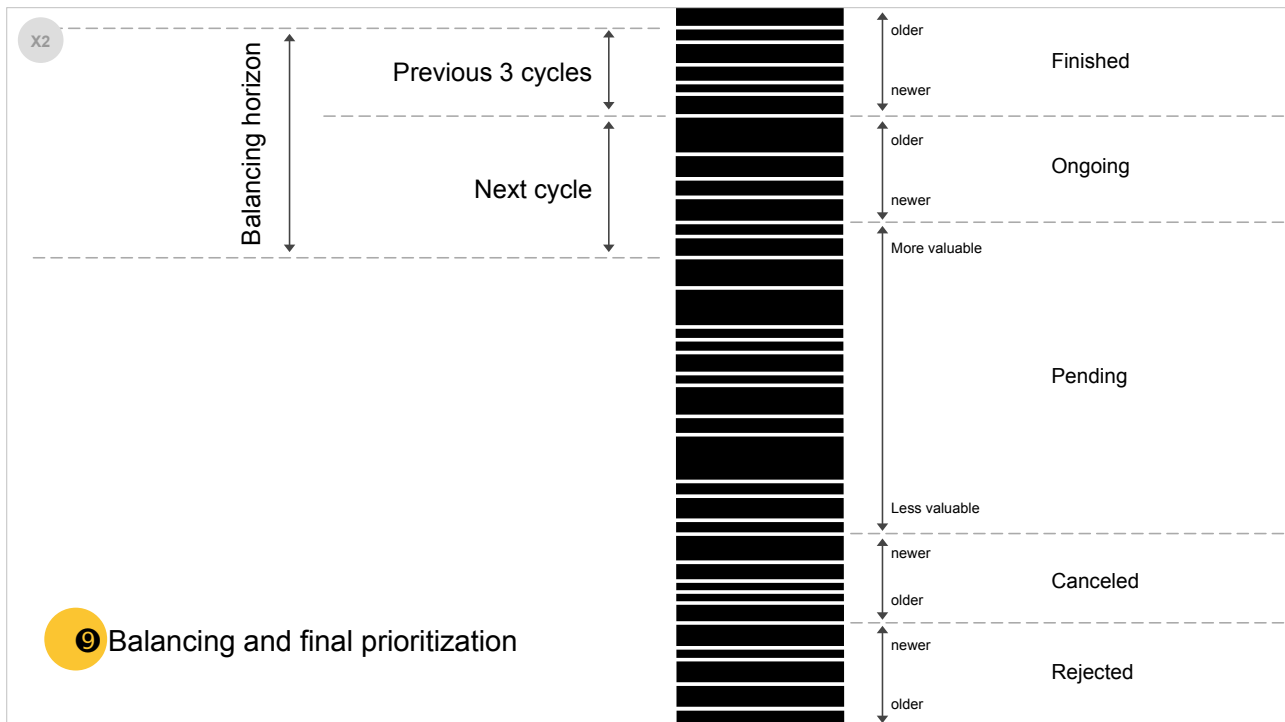 X2
Balancing horizon
Previous 3 cycles
Next cycle
older
newer
Finished
older
newer
Ongoing
More valuable
Less valuable
Pending
newer
older
Canceled
newer
older
Rejected
❾ Balancing and final prioritization